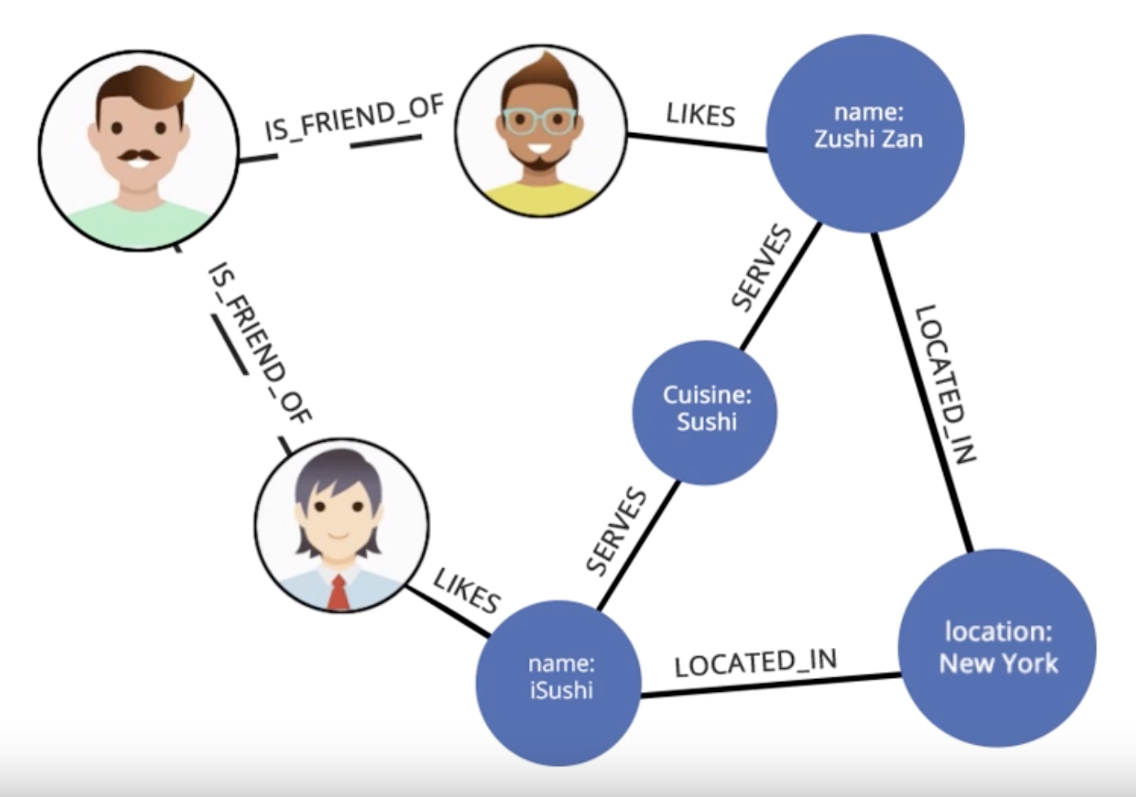 IS_FRIEND_OF
LIKES
name:
Zushi Zan
SERVES
LOCATED_IN
IS_FRIEND_OF
Cuisine:
Sushi
SERVES
LIKES
name:
iSushi
LOCATED_IN
location:
New York